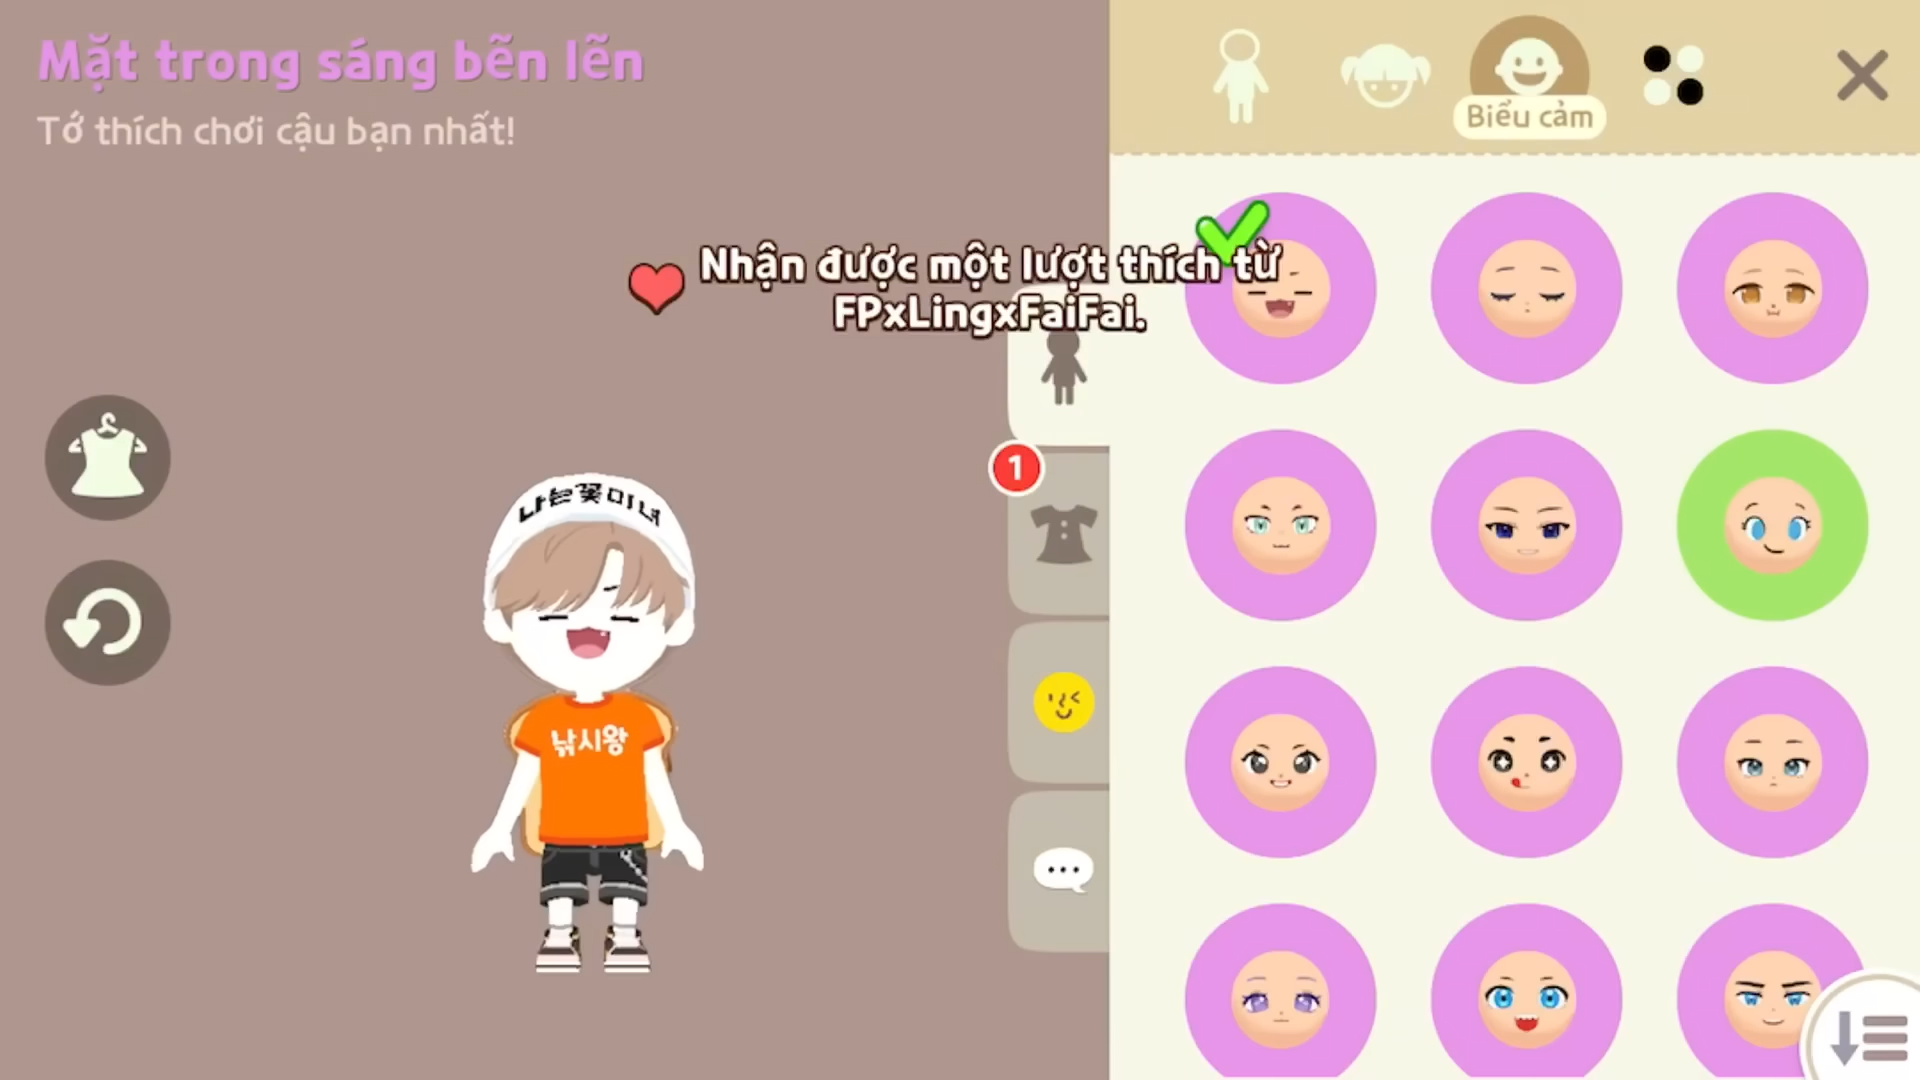 Mặt trong sáng bẽn lẽn
Tớ thích chơi cậu bạn nhất!
Biểu cảm
Nhận được một lượt thích từ
FPxLingxFaiFai.
1
나는꽃미녀
낚시왕